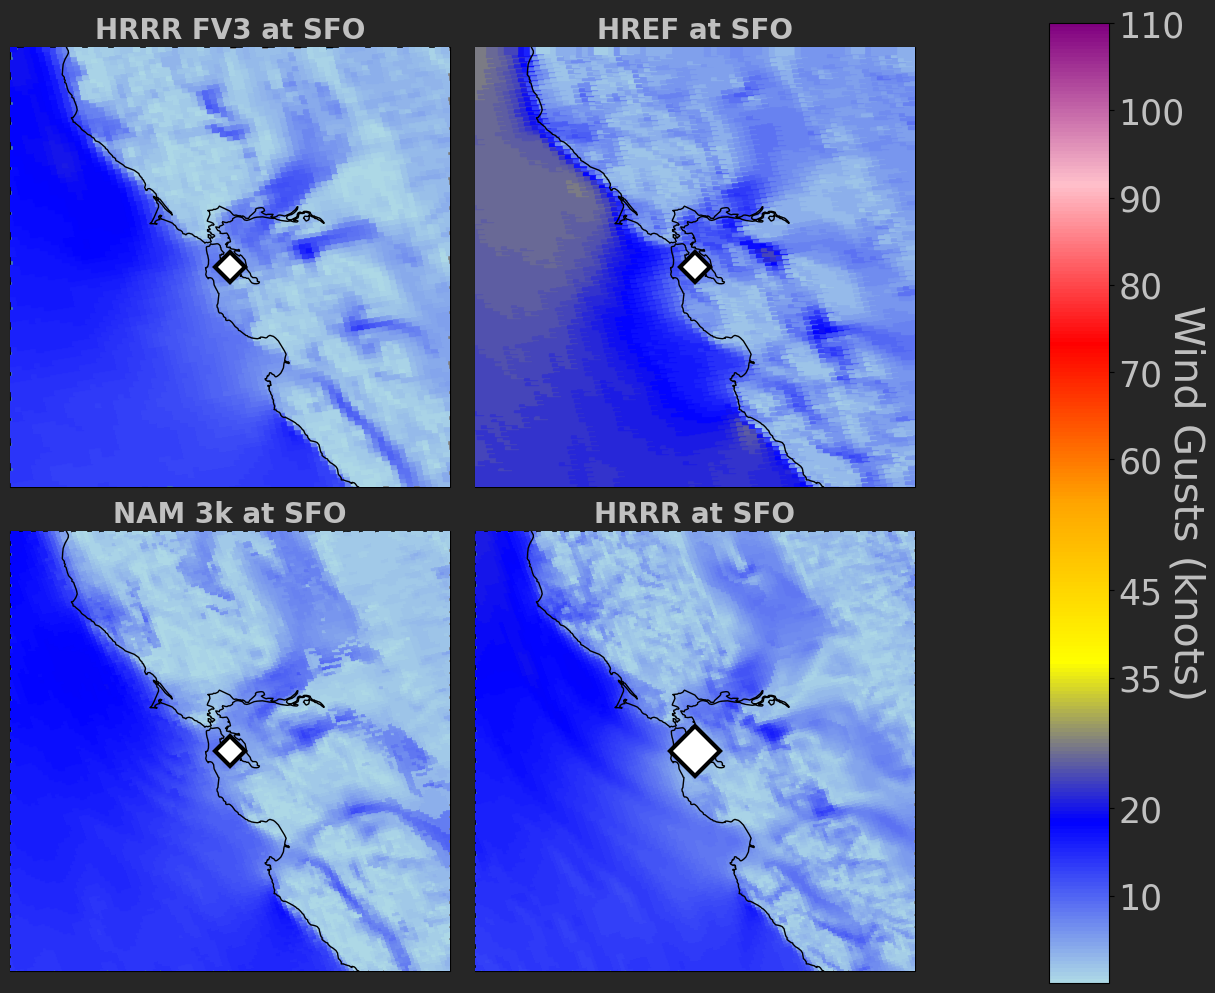 HRRR FV3 at SFO
HREF at SFO
NAM 3k at SFO
HRRR at SFO
110
100
90
80
70
60
45
35
20
10
Wind Gusts (knots)